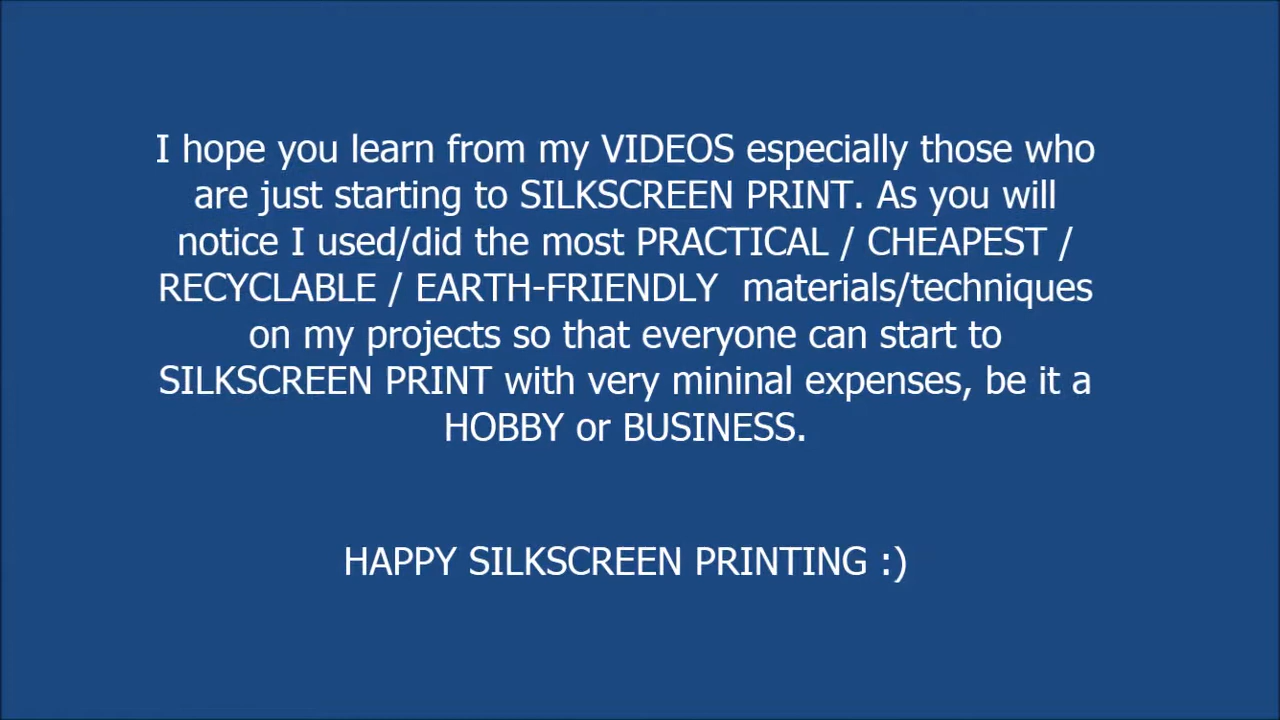 I hope you learn from my VIDEOS especially those who
are just starting to SILKSCREEN PRINT. As you will
notice I used/did the most PRACTICAL / CHEAPEST /
RECYCLABLE / EARTH-FRIENDLY  materials/techniques
on my projects so that everyone can start to
SILKSCREEN PRINT with very mininal expenses, be it a
HOBBY or BUSINESS.
HAPPY SILKSCREEN PRINTING :)